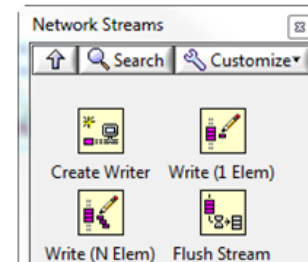 Network Streams
Search Customize
Create Writer Write (1 Elem)
Write (N Elem) Flush Stream